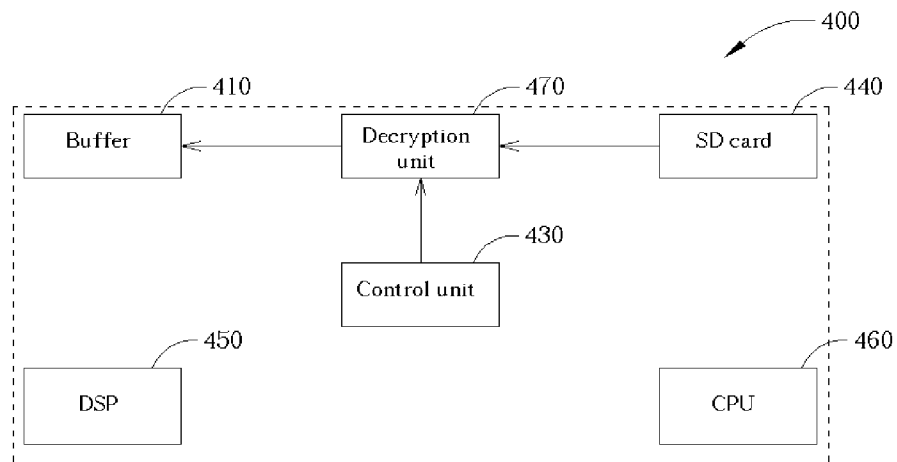 400
410
470
440
Buffer
Decryption
unit
SD card
430
Control unit
450
460
DSP
CPU